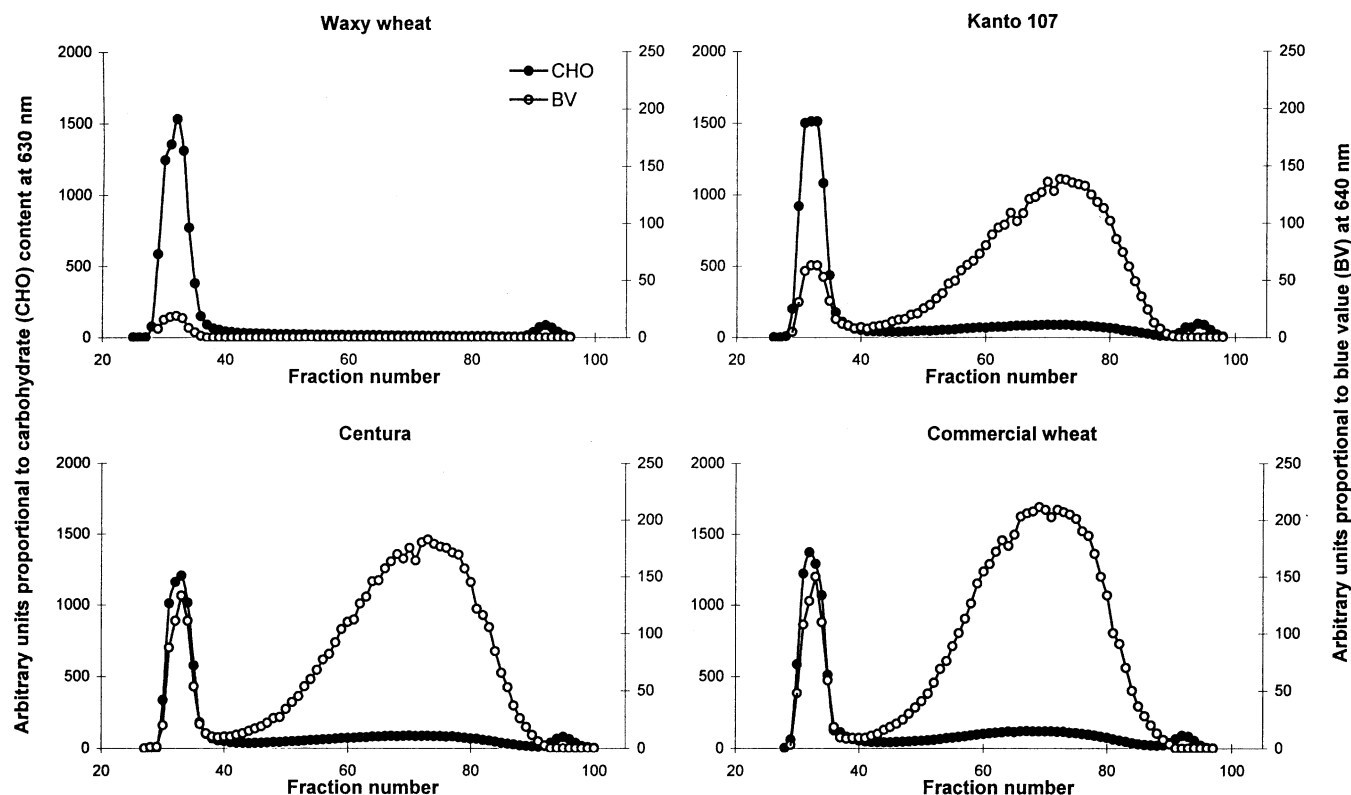 Waxy wheat
2000
1500
1000
500
0
250
200
150
100
50
0
20 40 60 80 100
Fraction number
CHO
BV
Kanto 107
2000
1500
1000
500
0
250
200
150
100
50
0
20 40 60 80 100
Fraction number
Centura
2000
1500
1000
500
0
250
200
150
100
50
0
20 40 60 80 100
Fraction number
Commercial wheat
2000
1500
1000
500
0
250
200
150
100
50
0
20 40 60 80 100
Fraction number
Arbitrary units proportional to carbohydrate (CHO) content at 630 nm
Arbitrary units proportional to blue value (BV) at 640 nm